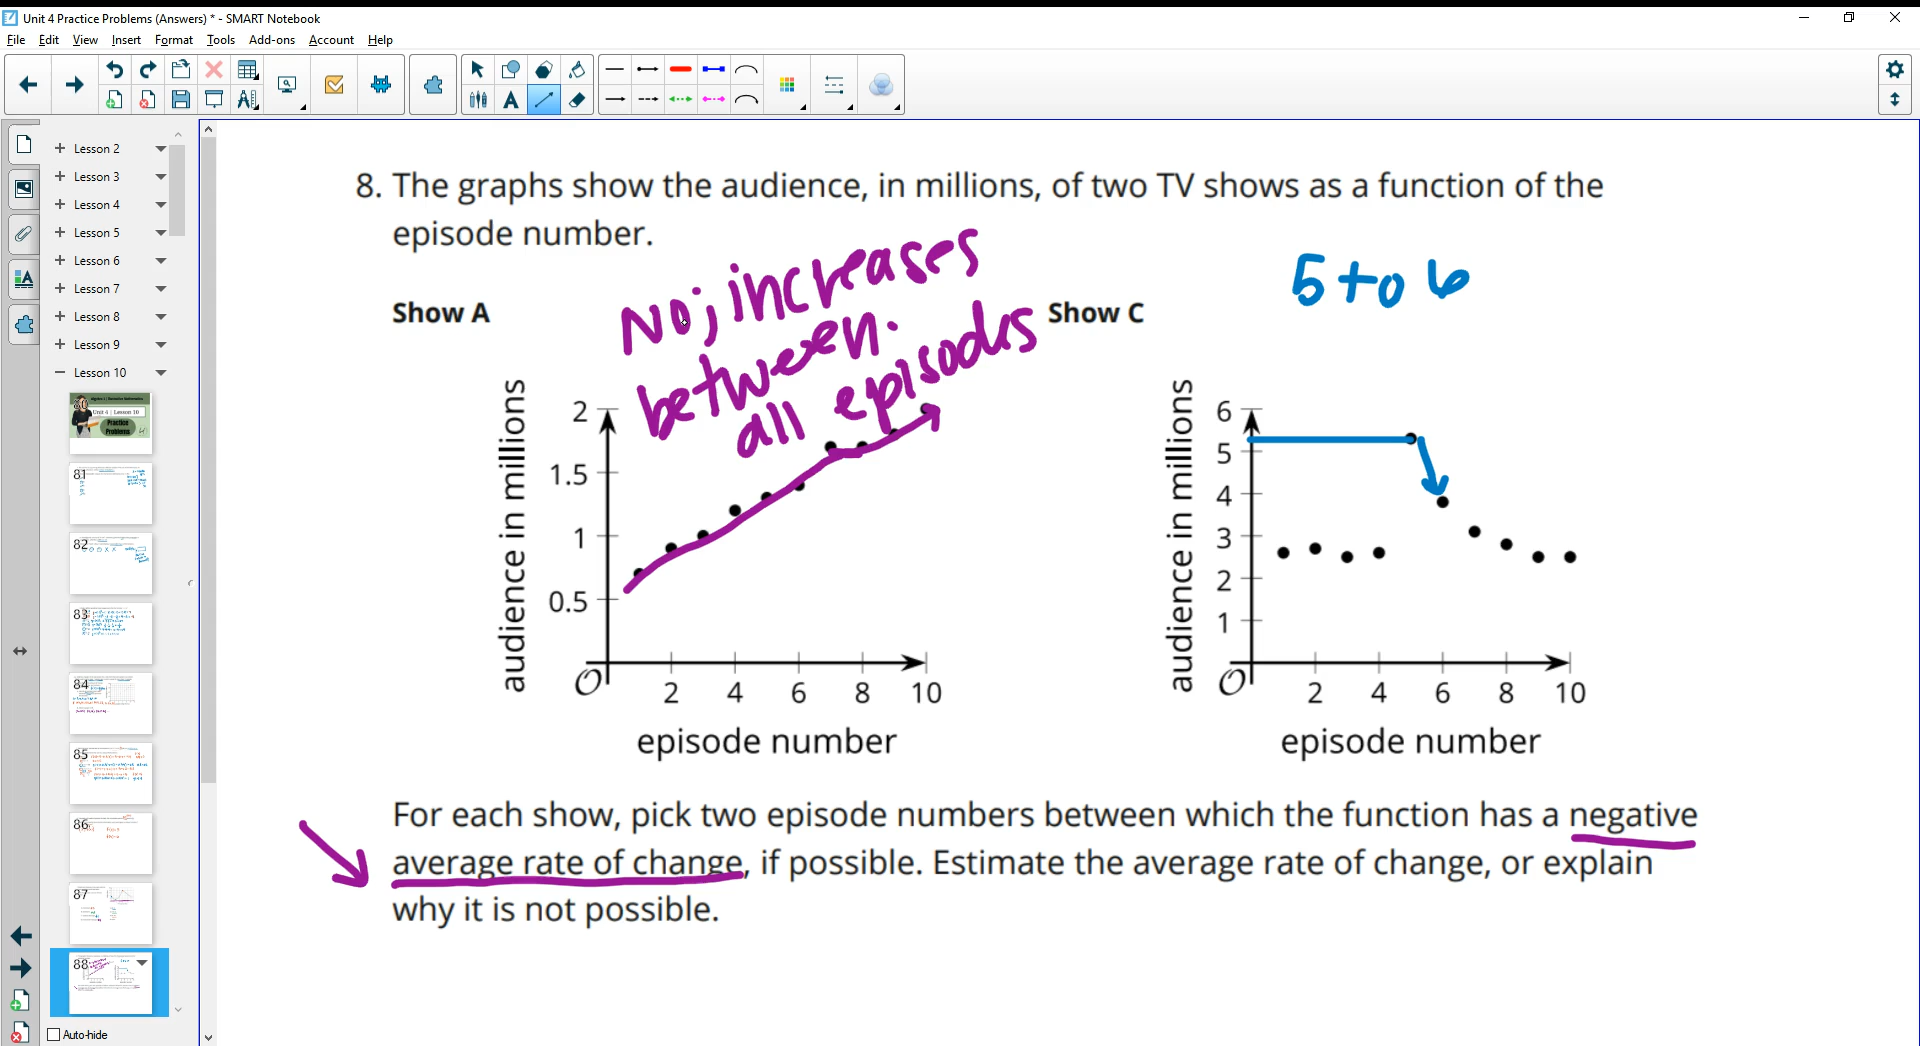 Unit 4 Practice Problems (Answers) * - SMART Notebook
File Edit View Insert Format Tools Add-ons Account Help
Lesson 2
Lesson 3
Lesson 4
Lesson 5
Lesson 6
Lesson 7
Lesson 8
Lesson 9
Lesson 10
Unit 4 | Lesson 10
Practice
Problems
81
82
83
84
85
86
87
88
Auto-hide
8. The graphs show the audience, in millions, of two TV shows as a function of the
episode number.
No; increases
between
all episodes
5 to 6
Show A
Show C
audience in millions
2
1.5
1
0.5
O
2 4 6 8 10
episode number
audience in millions
6
5
4
3
2
1
O
2 4 6 8 10
episode number
For each show, pick two episode numbers between which the function has a negative
average rate of change, if possible. Estimate the average rate of change, or explain
why it is not possible.